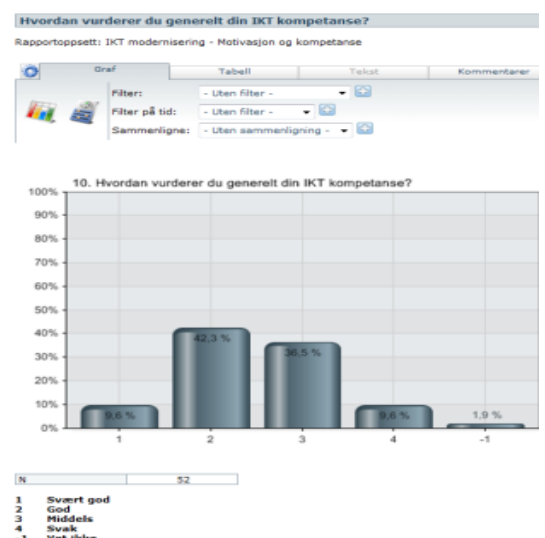 Hvordan vurderer du generelt din IKT kompetanse?
Rapportoppsett: IKT modernisering - Motivasjon og kompetanse
Graf Tabell Tekst Kommentarer
Filter: - Uten filter -
Filter på tid: - Uten filter -
Sammenligne: - Uten sammenligning -
10. Hvordan vurderer du generelt din IKT kompetanse?
100%
90%
80%
70%
60%
50%
40%
30%
20%
10%
0%
9,6 % 42,3 % 36,5 % 9,6 % 1,9 %
1 2 3 4 -1
N 52
1 Svært god
2 God
3 Middels
4 Svak
-1 Vet ikke